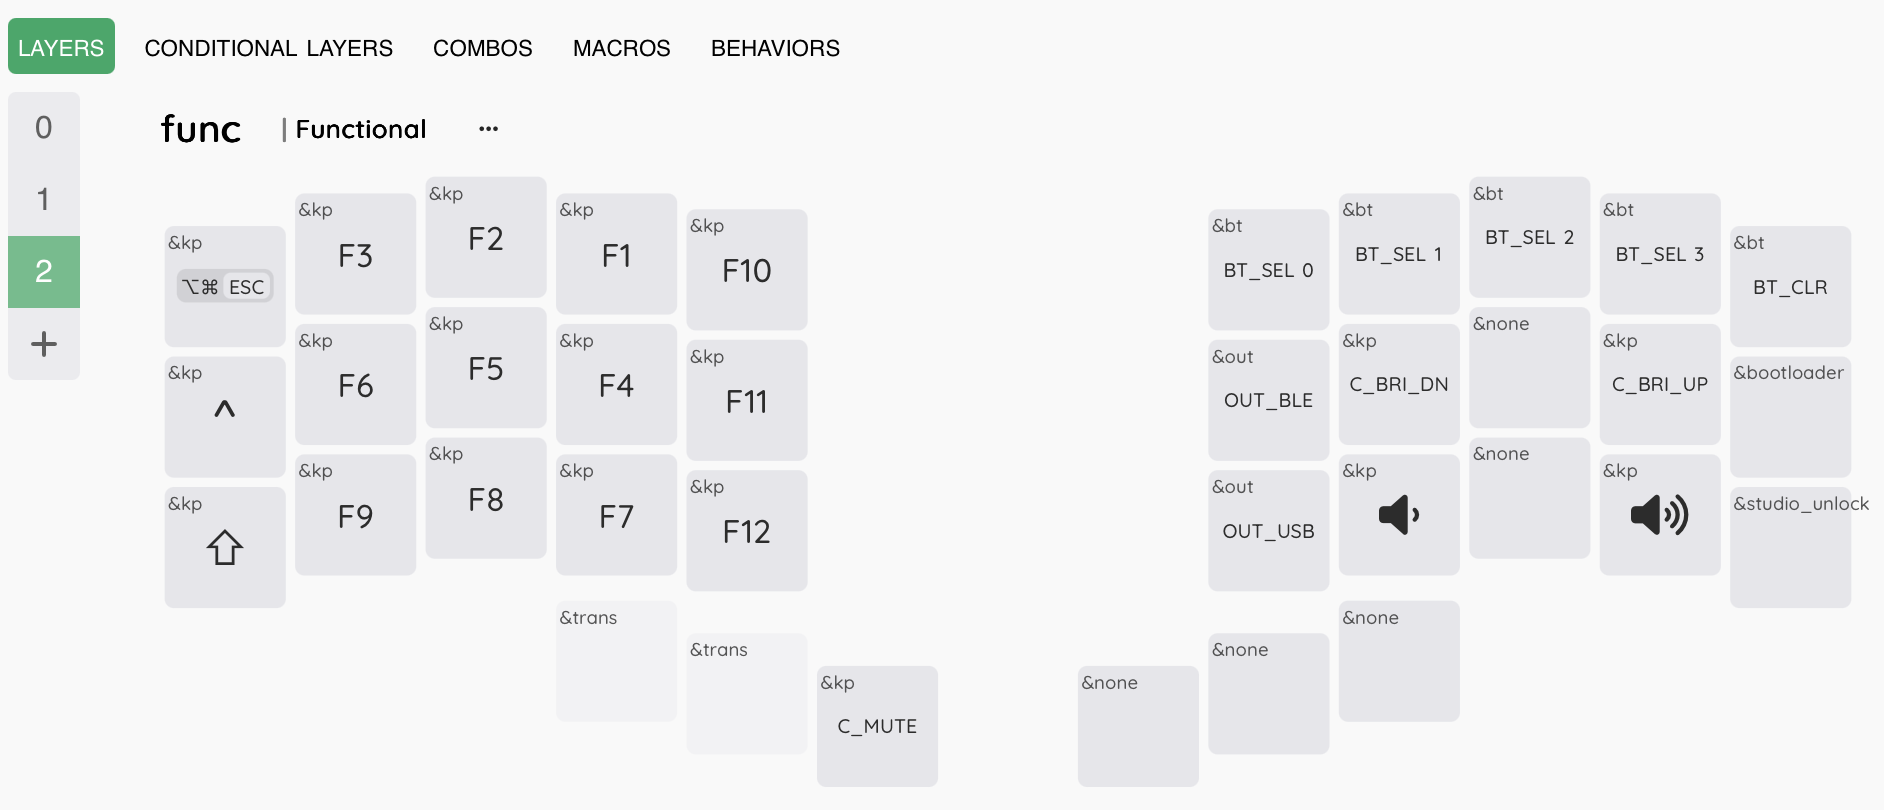 LAYERS CONDITIONAL LAYERS COMBOS MACROS BEHAVIORS
0
1
2
+
func | Functional ...
&kp ⌥⌘ ESC
&kp F3
&kp F2
&kp F1
&kp F10
&bt BT_SEL 0
&bt BT_SEL 1
&bt BT_SEL 2
&bt BT_SEL 3
&bt BT_CLR
&kp ^
&kp F6
&kp F5
&kp F4
&kp F11
&out OUT_BLE
&kp C_BRI_DN
&none
&kp C_BRI_UP
&bootloader
&kp
&kp F9
&kp F8
&kp F7
&kp F12
&out OUT_USB
&kp
&none
&kp
&studio_unlock
&trans
&trans
&kp C_MUTE
&none
&none
&none